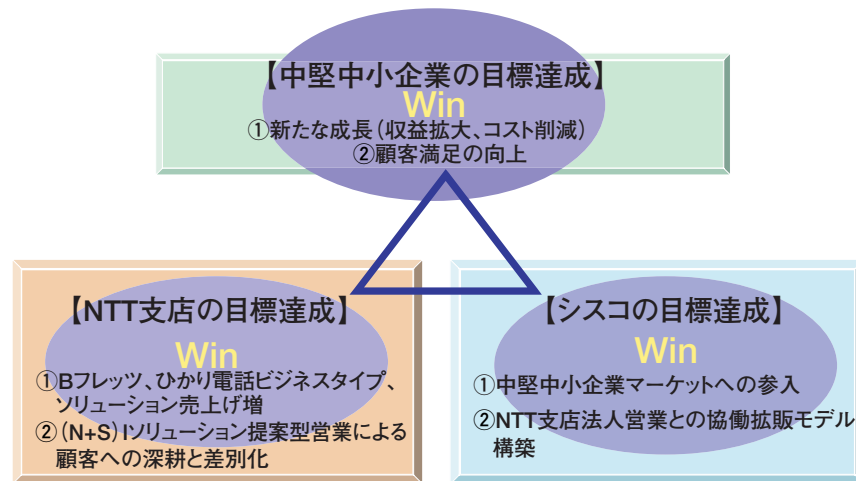 【中堅中小企業の目標達成】
Win
①新たな成長(収益拡大、コスト削減)
②顧客満足の向上
【NTT支店の目標達成】
Win
①Bフレッツ、ひかり電話ビジネスタイプ、
ソリューション売上げ増
②(N+S)Iソリューション提案型営業による
顧客への深耕と差別化
【シスコの目標達成】
Win
①中堅中小企業マーケットへの参入
②NTT支店法人営業との協働拡販モデル
構築